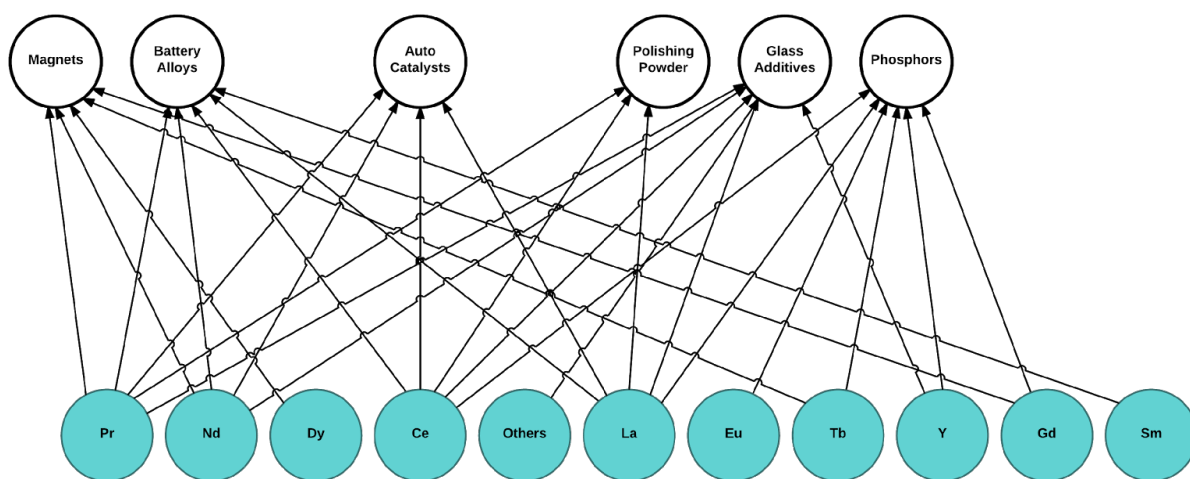 Magnets
Battery
Alloys
Auto
Catalysts
Polishing
Powder
Glass
Additives
Phosphors
Pr
Nd
Dy
Ce
Others
La
Eu
Tb
Y
Gd
Sm